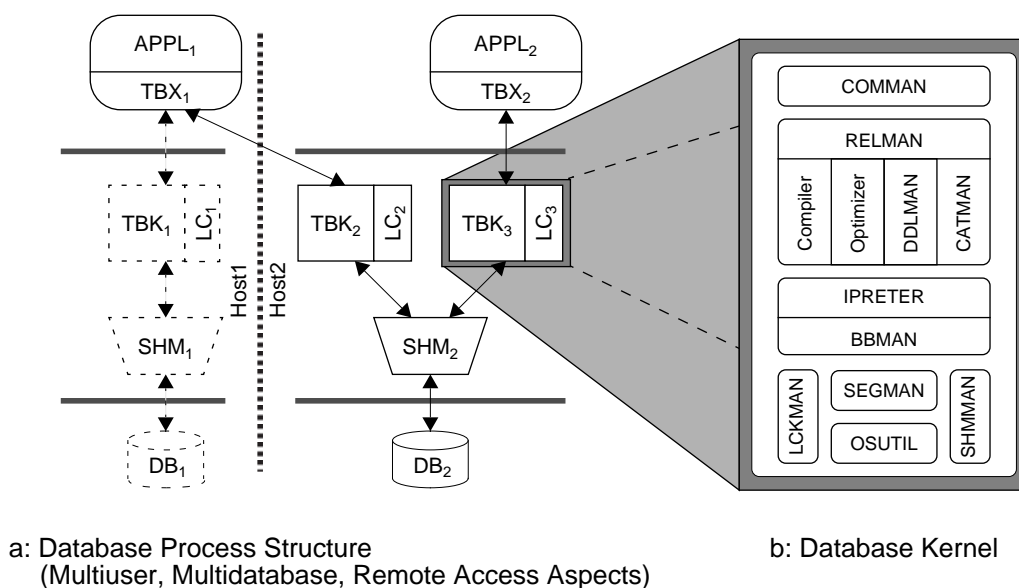 APPL1
TBX1
APPL2
TBX2
TBK1
LC1
Host1
Host2
TBK2
LC2
TBK3
LC3
SHM1
SHM2
DB1
DB2
COMMAN
RELMAN
Compiler
Optimizer
DDLMAN
CATMAN
IPRETER
BBMAN
LCKMAN
SEGMAN
OSUTIL
SHMMAN
a: Database Process Structure
(Multiuser, Multidatabase, Remote Access Aspects)
b: Database Kernel